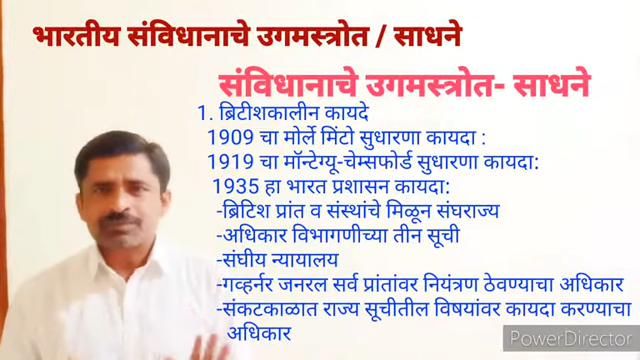 भारतीय संविधानाचे उगमस्त्रोत / साधने
संविधानाचे उगमस्त्रोत- साधने
1. ब्रिटीशकालीन कायदे
1909 चा मोर्ले मिंटो सुधारणा कायदा :
1919 चा मॉन्टेग्यू-चेम्सफोर्ड सुधारणा कायदा:
1935 हा भारत प्रशासन कायदा:
-ब्रिटिश प्रांत व संस्थांचे मिळून संघराज्य
-अधिकार विभागणीच्या तीन सूची
-संघीय न्यायालय
-गव्हर्नर जनरल सर्व प्रांतांवर नियंत्रण ठेवण्याचा अधिकार
-संकटकाळात राज्य सूचीतील विषयांवर कायदा करण्याचा
अधिकार
PowerDirector